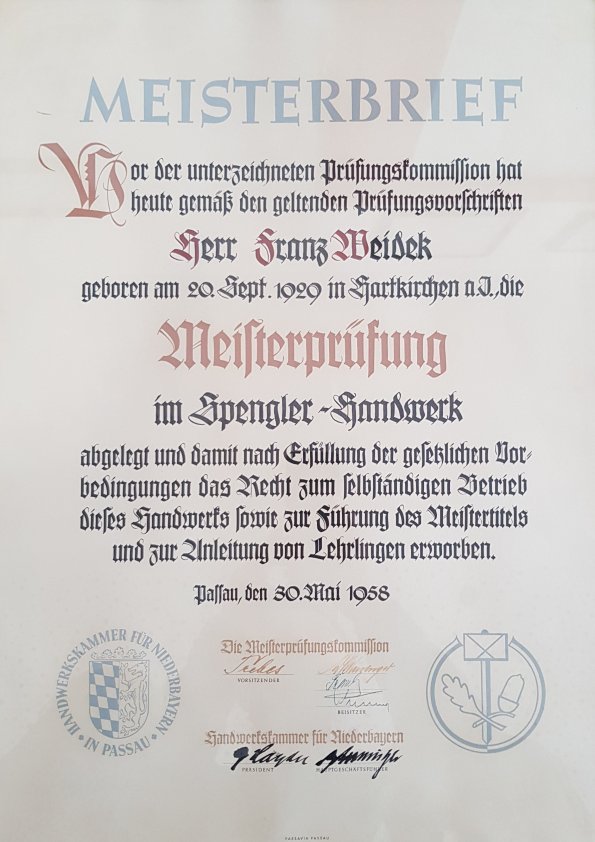 MEISTERBRIEF
Vor der unterzeichneten Prüfungskommission hat
heute gemäß den geltenden Prüfungsvorschriften
Herr Franz Weidek
geboren am 20. Sept. 1929 in Hartkirchen a.J., die
Meisterprüfung
im Spengler-Handwerk
abgelegt und damit nach Erfüllung der gesetzlichen Vor-
bedingungen das Recht zum selbständigen Betrieb
dieses Handwerks sowie zur Führung des Meistertitels
und zur Anleitung von Lehrlingen erworben.
Passau, den 30. Mai 1958
HANDWERKSKAMMER FÜR NIEDERBAYERN
• IN PASSAU •
Die Meisterprüfungskommission
VORSITZENDER
BEISITZER
Handwerkskammer für Niederbayern
PRÄSIDENT
HAUPTGESCHÄFTSFÜHRER
PASSAVIA PASSAU